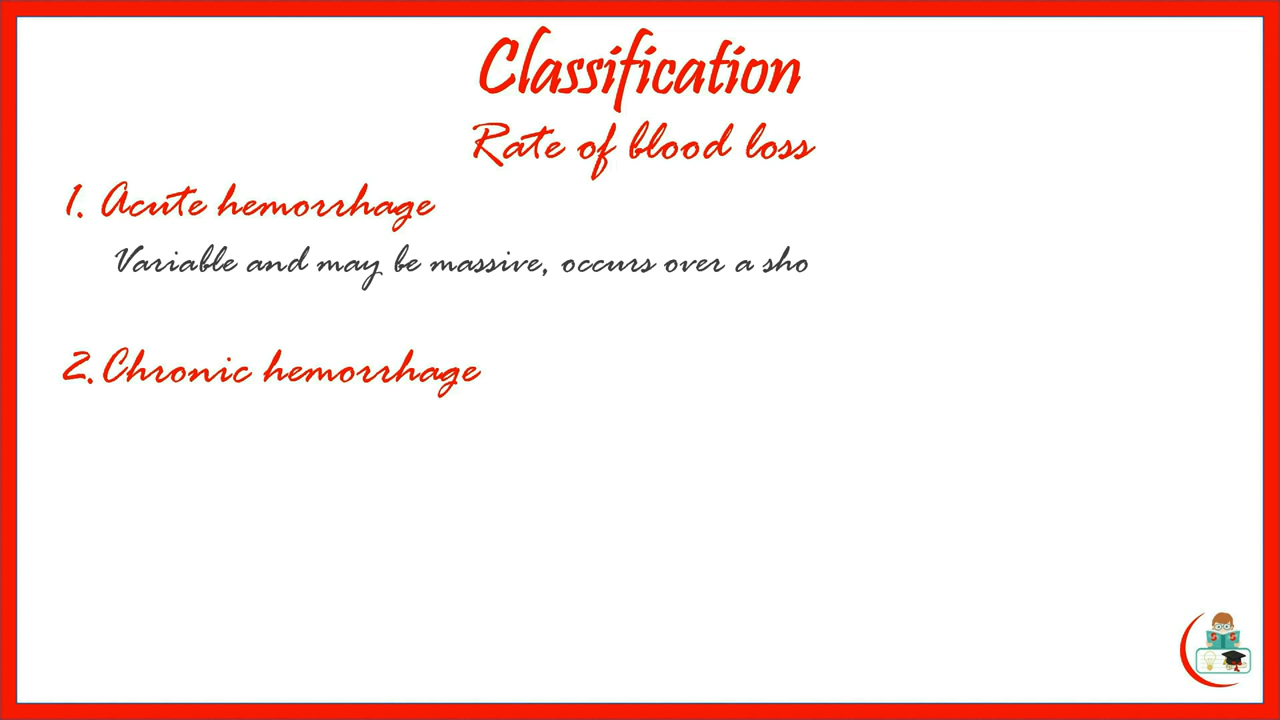 Classification
Rate of blood loss
1. Acute hemorrhage
Variable and may be massive, occurs over a sho
2. Chronic hemorrhage